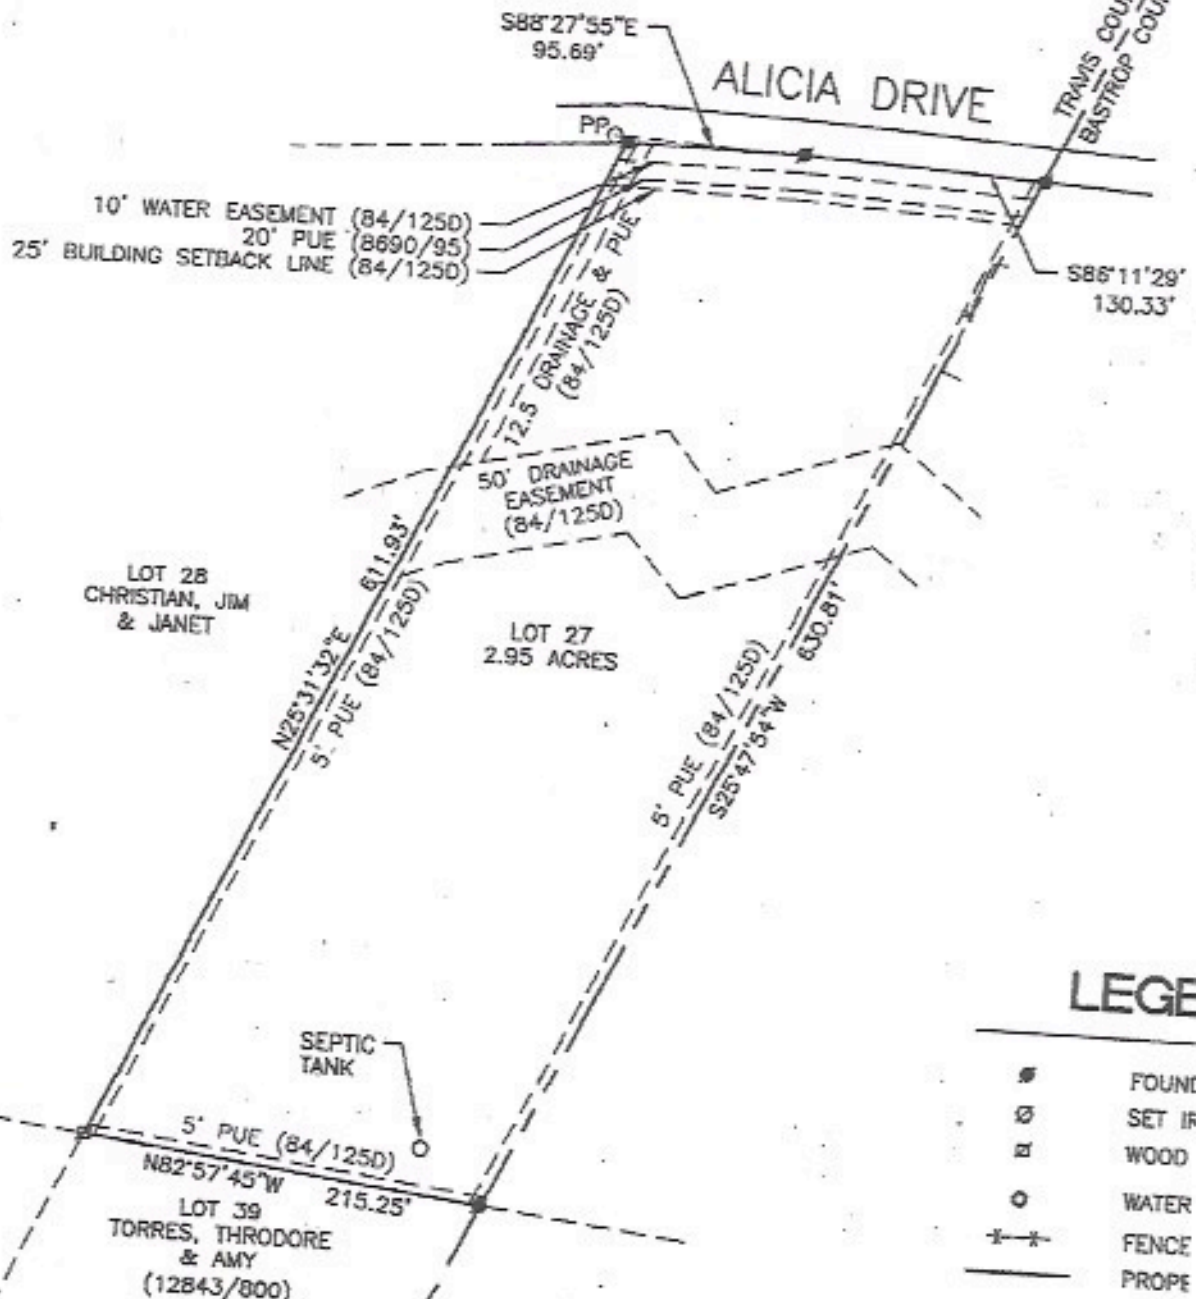 S88°27'55"E
95.69'
ALICIA DRIVE
TRAVIS COU
BASTROP COU
PP
10' WATER EASEMENT (84/125D)
20' PUE (8690/95)
25' BUILDING SETBACK LINE (84/125D)
S86°11'29"
130.33'
12.5 DRAINAGE & PUE
(84/125D)
50' DRAINAGE
EASEMENT
(84/125D)
611.93'
N25°31'32"E
5' PUE (84/125D)
LOT 28
CHRISTIAN, JIM
& JANET
LOT 27
2.95 ACRES
630.81'
S25°47'54"W
5' PUE (84/125D)
SEPTIC
TANK
5' PUE (84/125D)
N82°57'45"W 215.25'
LOT 39
TORRES, THRODORE
& AMY
(12843/800)
LEGE
FOUND
SET IR
WOOD
WATER
FENCE
PROPE